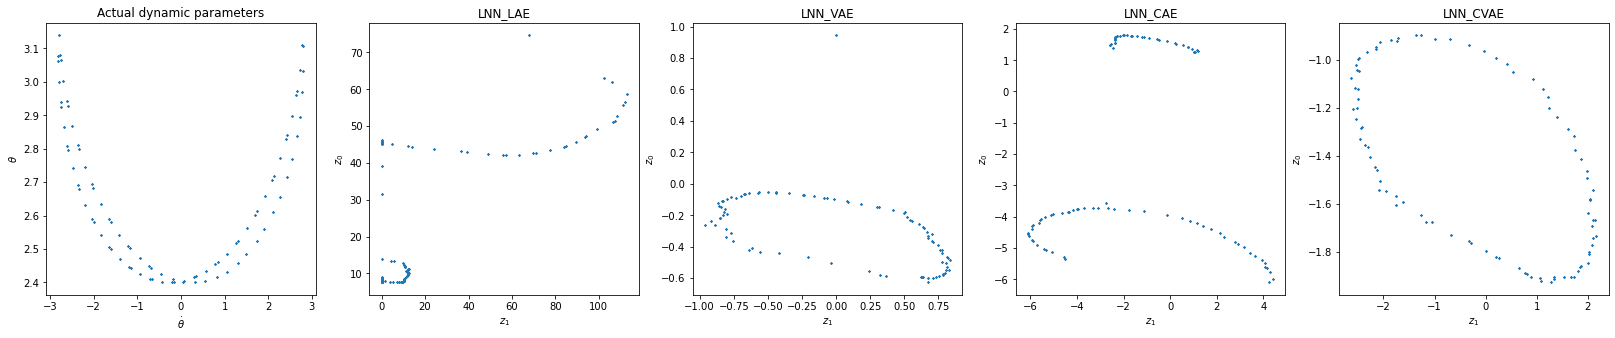 Actual dynamic parameters
θ
3.1
3.0
2.9
2.8
2.7
2.6
2.5
2.4
−3 −2 −1 0 1 2 3
θ̇
LNN_LAE
z₀
70
60
50
40
30
20
10
0 20 40 60 80 100
z₁
LNN_VAE
z₀
1.0
0.8
0.6
0.4
0.2
0.0
−0.2
−0.4
−0.6
−1.00 −0.75 −0.50 −0.25 0.00 0.25 0.50 0.75
z₁
LNN_CAE
z₀
2
1
0
−1
−2
−3
−4
−5
−6
−6 −4 −2 0 2 4
z₁
LNN_CVAE
z₀
−1.0
−1.2
−1.4
−1.6
−1.8
−2 −1 0 1 2
z₁